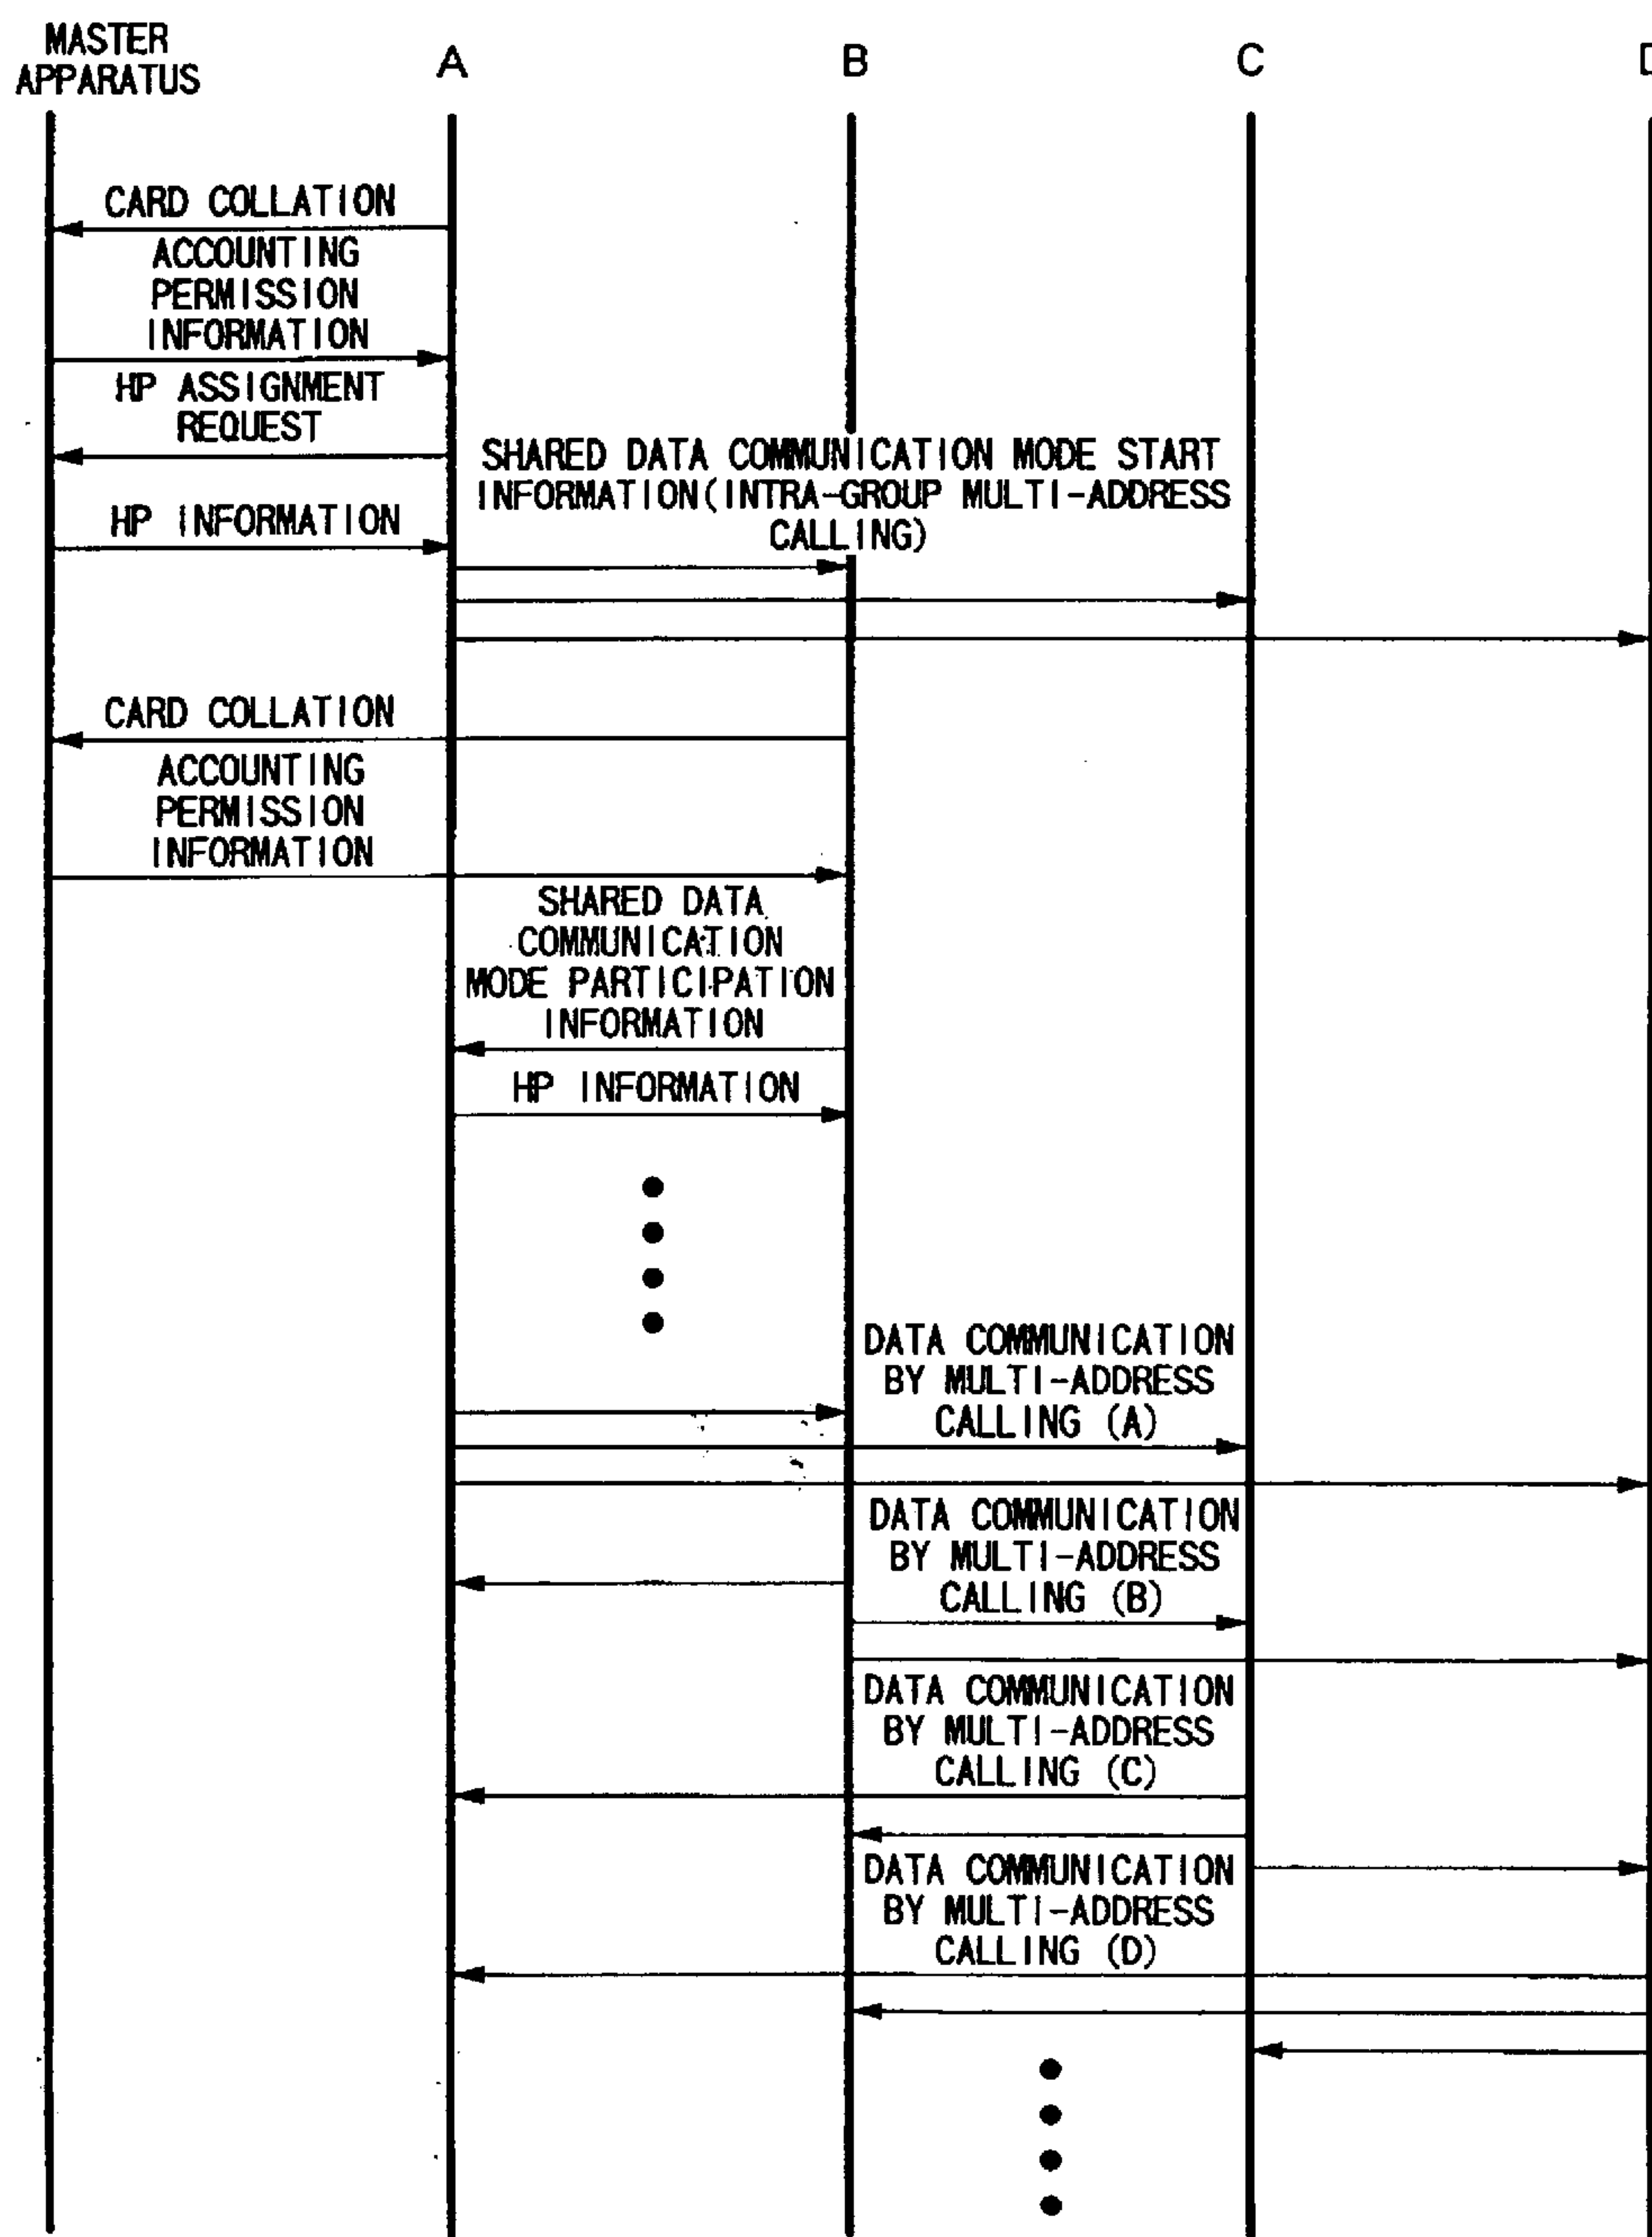 MASTER
APPARATUS
A
B
C
CARD COLLATION
ACCOUNTING
PERMISSION
INFORMATION
HP ASSIGNMENT
REQUEST
SHARED DATA COMMUNICATION MODE START
INFORMATION(INTRA-GROUP MULTI-ADDRESS
CALLING)
HP INFORMATION
CARD COLLATION
ACCOUNTING
PERMISSION
INFORMATION
SHARED DATA
COMMUNICATION
MODE PARTICIPATION
INFORMATION
HP INFORMATION
DATA COMMUNICATION
BY MULTI-ADDRESS
CALLING (A)
DATA COMMUNICATION
BY MULTI-ADDRESS
CALLING (B)
DATA COMMUNICATION
BY MULTI-ADDRESS
CALLING (C)
DATA COMMUNICATION
BY MULTI-ADDRESS
CALLING (D)